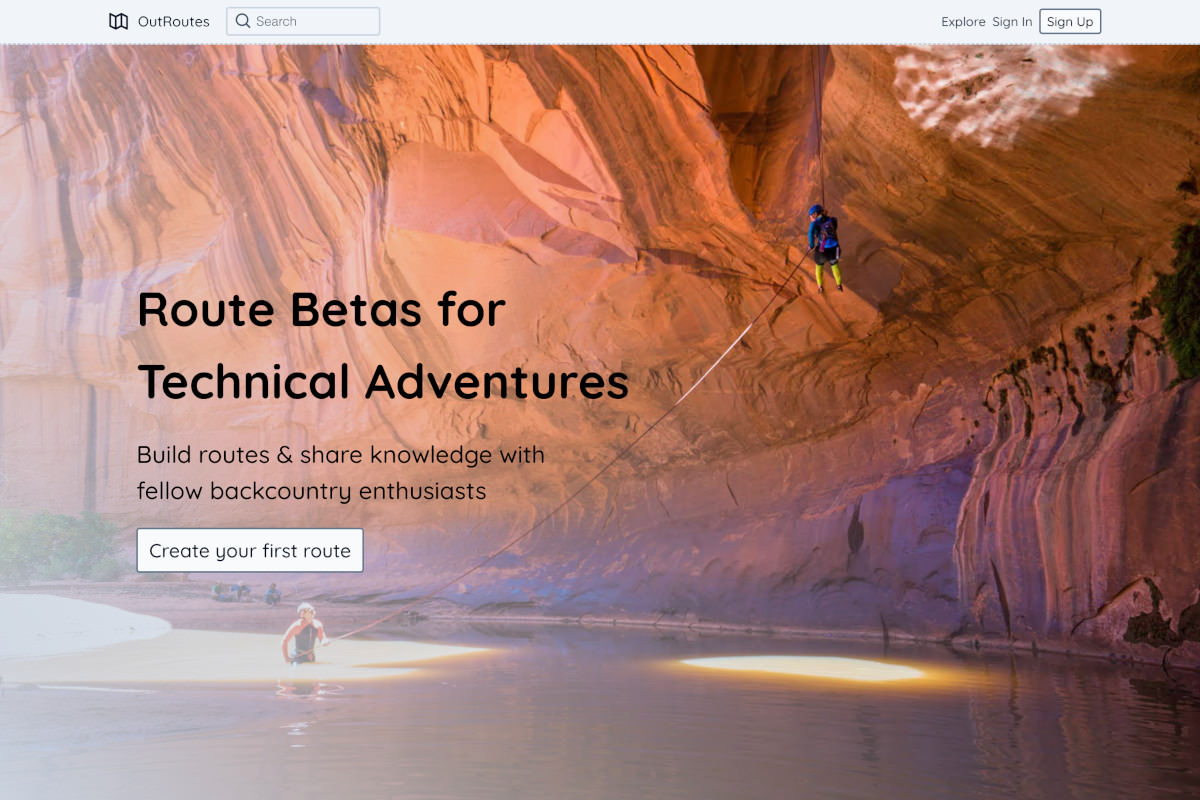 OutRoutes
Search
Explore
Sign In
Sign Up
Route Betas for
Technical Adventures
Build routes & share knowledge with
fellow backcountry enthusiasts
Create your first route